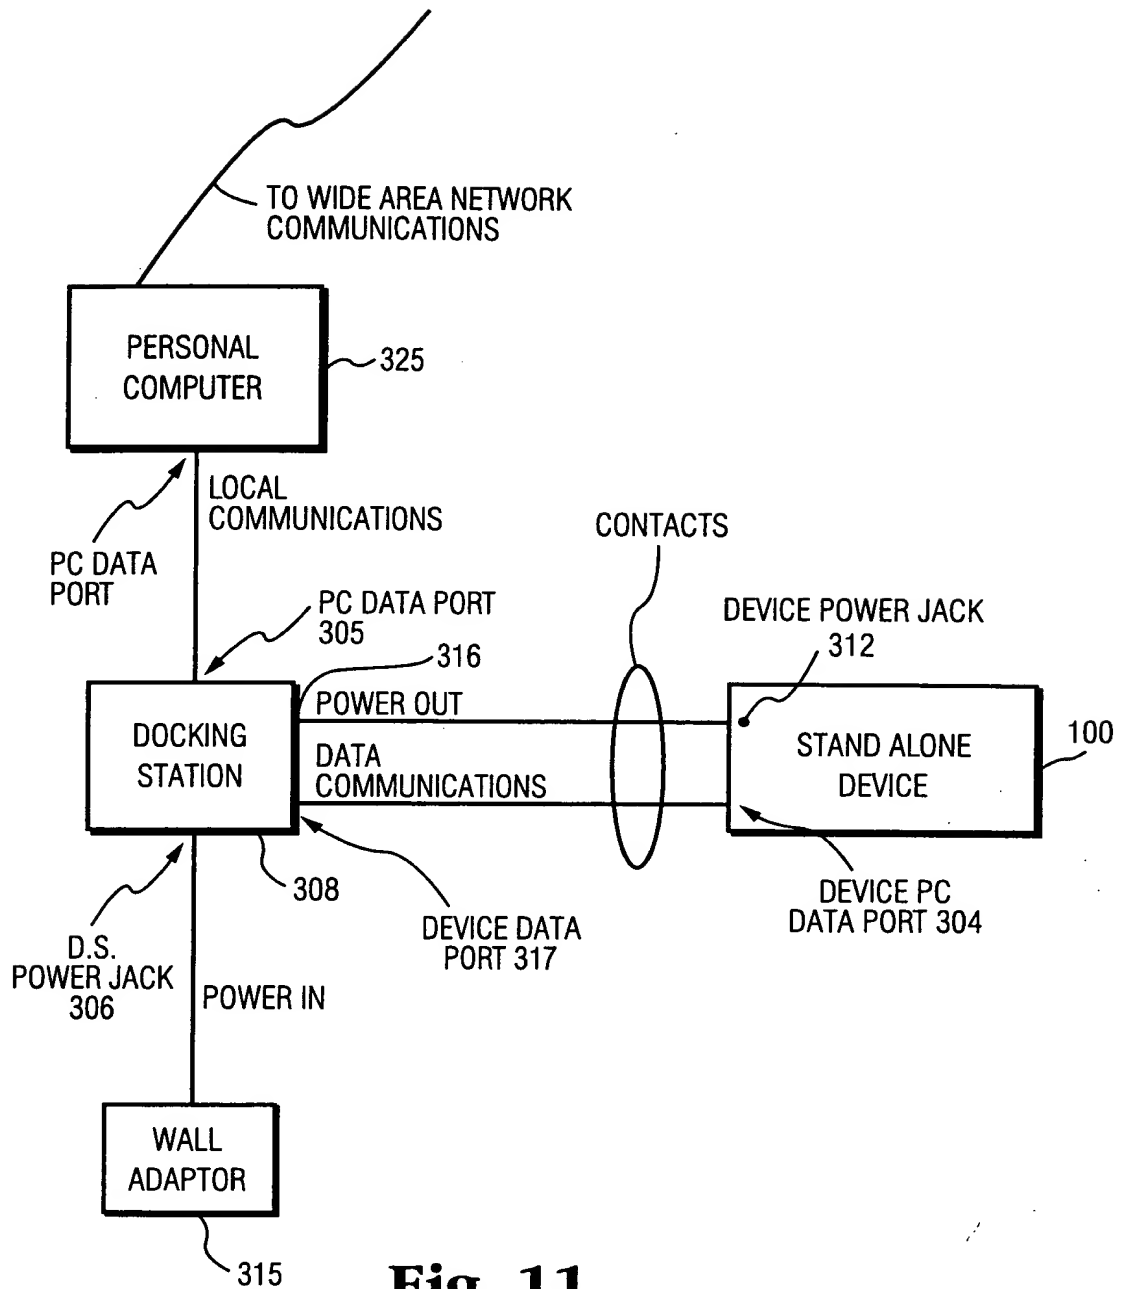 TO WIDE AREA NETWORK
COMMUNICATIONS
PERSONAL
COMPUTER
325
LOCAL
COMMUNICATIONS
PC DATA
PORT
CONTACTS
PC DATA PORT
305
316
DEVICE POWER JACK
312
POWER OUT
DOCKING
STATION
DATA
COMMUNICATIONS
STAND ALONE
DEVICE
100
308
DEVICE PC
DATA PORT 304
DEVICE DATA
PORT 317
D.S.
POWER JACK
306
POWER IN
WALL
ADAPTOR
315
Fig. 11